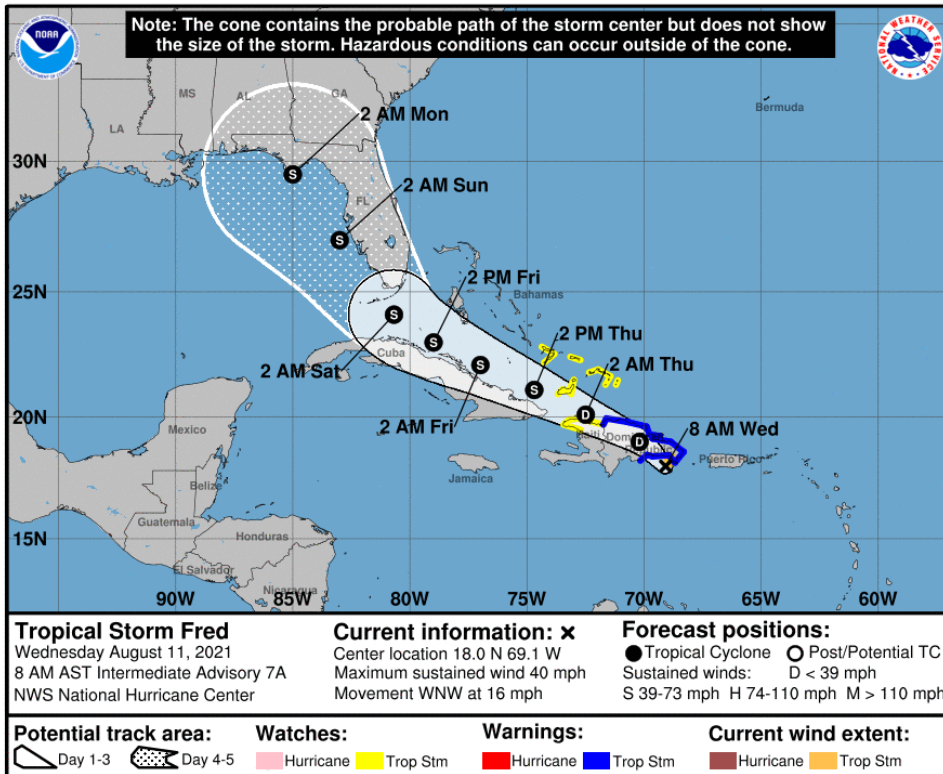 Note: The cone contains the probable path of the storm center but does not show
the size of the storm. Hazardous conditions can occur outside of the cone.
NOAA
NATIONAL WEATHER SERVICE
MS
AL
GA
LA
FL
Bermuda
2 AM Mon
30N
2 AM Sun
S
S
25N
2 PM Fri
Bahamas
S
S
2 PM Thu
Cuba
S
2 AM Sat
2 AM Thu
S
2 AM Fri
D
20N
8 AM Wed
Mexico
Haiti
D
Puerto Rico
Jamaica
Belize
Guatemala
Honduras
15N
El Salvador
Nicaragua
90W 85W 80W 75W 70W 65W 60W
Tropical Storm Fred
Wednesday August 11, 2021
8 AM AST Intermediate Advisory 7A
NWS National Hurricane Center
Current information: ×
Center location 18.0 N 69.1 W
Maximum sustained wind 40 mph
Movement WNW at 16 mph
Forecast positions:
Tropical Cyclone Post/Potential TC
Sustained winds: D < 39 mph
S 39-73 mph H 74-110 mph M > 110 mph
Potential track area:
Day 1-3 Day 4-5
Watches:
Hurricane Trop Stm
Warnings:
Hurricane Trop Stm
Current wind extent:
Hurricane Trop Stm